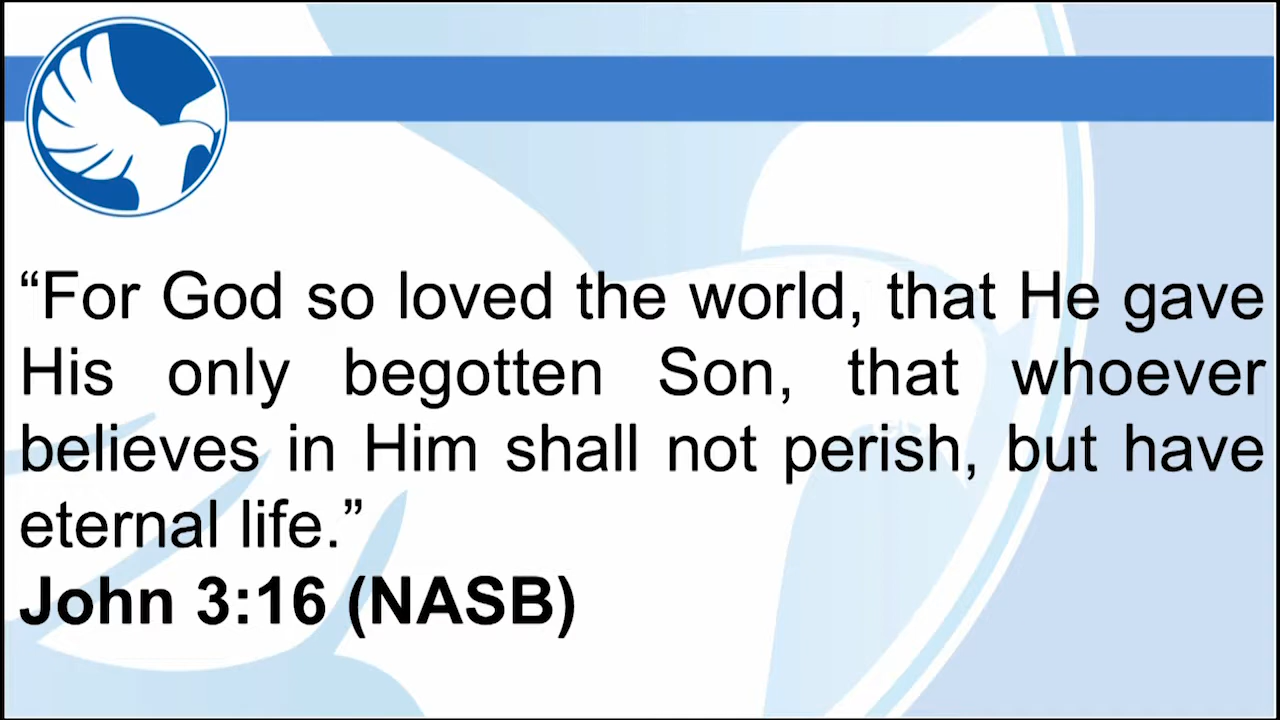 “For God so loved the world, that He gave
His only begotten Son, that whoever
believes in Him shall not perish, but have
eternal life.”
John 3:16 (NASB)